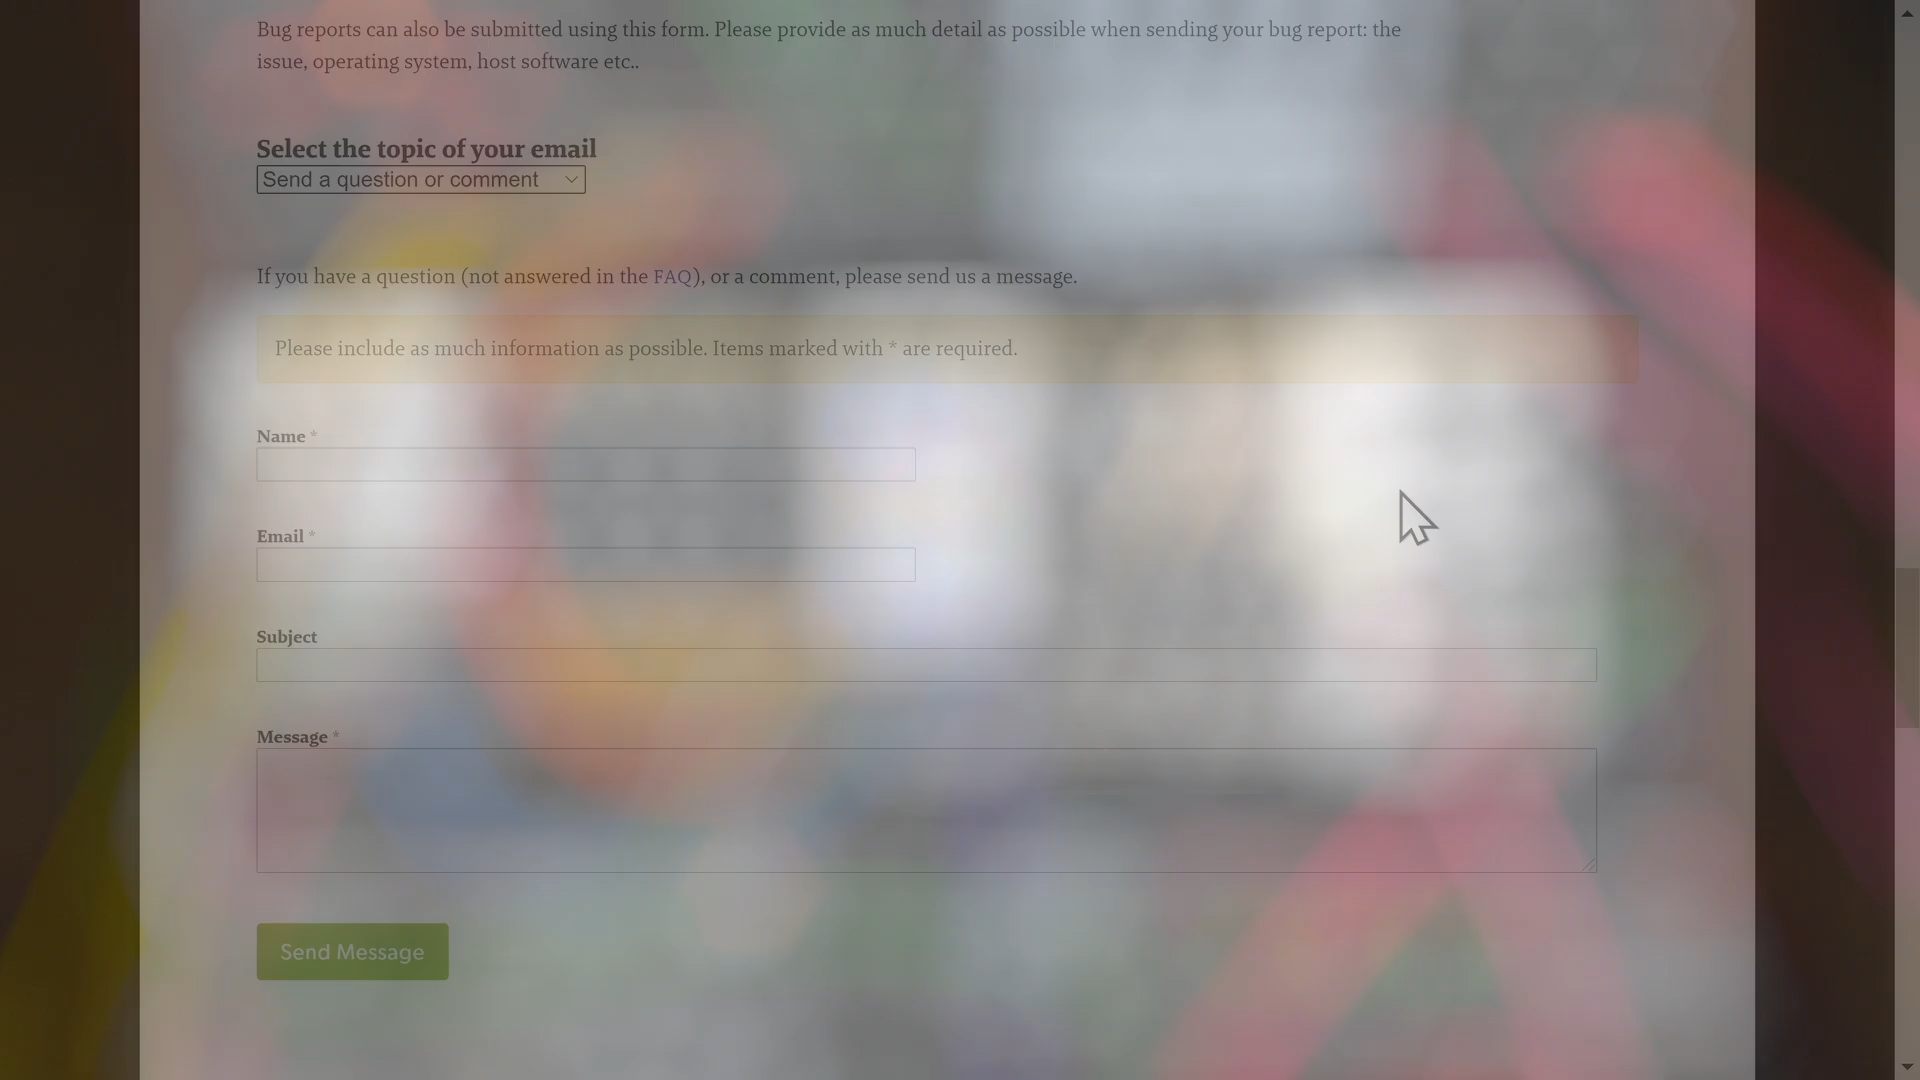 Bug reports can also be submitted using this form. Please provide as much detail as possible when sending your bug report: the
issue, operating system, host software etc..
Select the topic of your email
Send a question or comment
If you have a question (not answered in the FAQ), or a comment, please send us a message.
Please include as much information as possible. Items marked with * are required.
Name *
Email *
Subject
Message *
Send Message